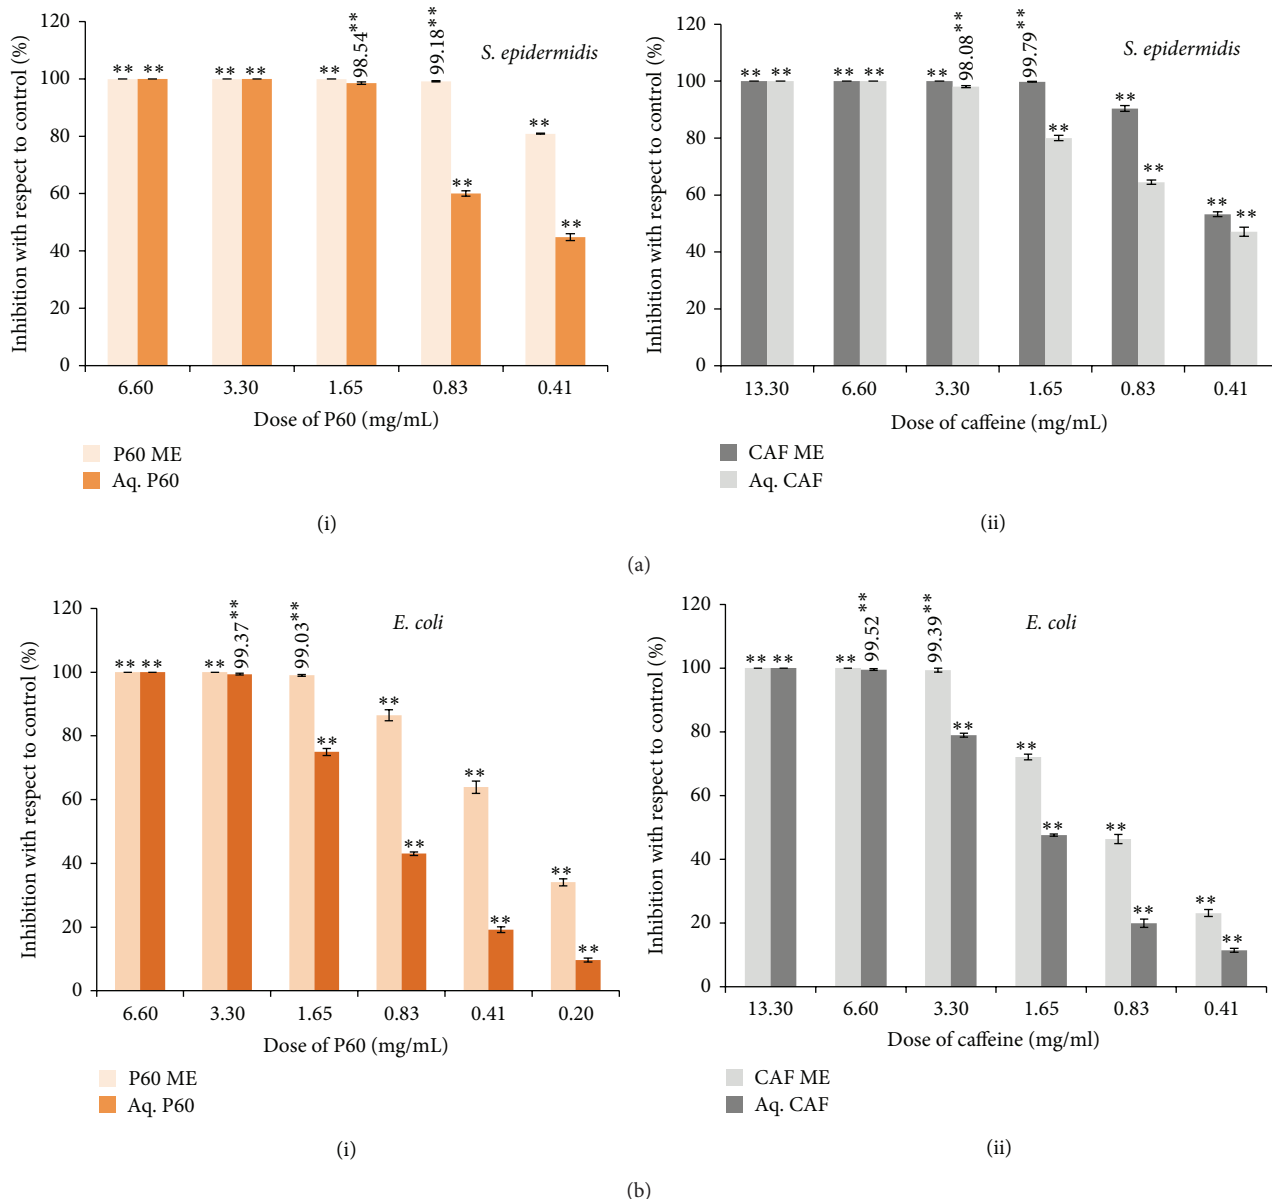 Inhibition with respect to control (%)
120
100
80
60
40
20
0
** ** ** ** ** 98.54** 99.18** ** ** **
S. epidermidis
6.60 3.30 1.65 0.83 0.41
Dose of P60 (mg/mL)
P60 ME
Aq. P60
(i)
Inhibition with respect to control (%)
120
100
80
60
40
20
0
** ** ** ** ** 98.08** 99.79** ** ** ** ** **
S. epidermidis
13.30 6.60 3.30 1.65 0.83 0.41
Dose of caffeine (mg/mL)
CAF ME
Aq. CAF
(ii)
(a)
Inhibition with respect to control (%)
120
100
80
60
40
20
0
** ** ** 99.37** 99.03** ** ** ** ** ** ** **
E. coli
6.60 3.30 1.65 0.83 0.41 0.20
Dose of P60 (mg/mL)
P60 ME
Aq. P60
(i)
Inhibition with respect to control (%)
120
100
80
60
40
20
0
** ** ** 99.52** 99.39** ** ** ** ** ** ** **
E. coli
13.30 6.60 3.30 1.65 0.83 0.41
Dose of caffeine (mg/ml)
CAF ME
Aq. CAF
(ii)
(b)